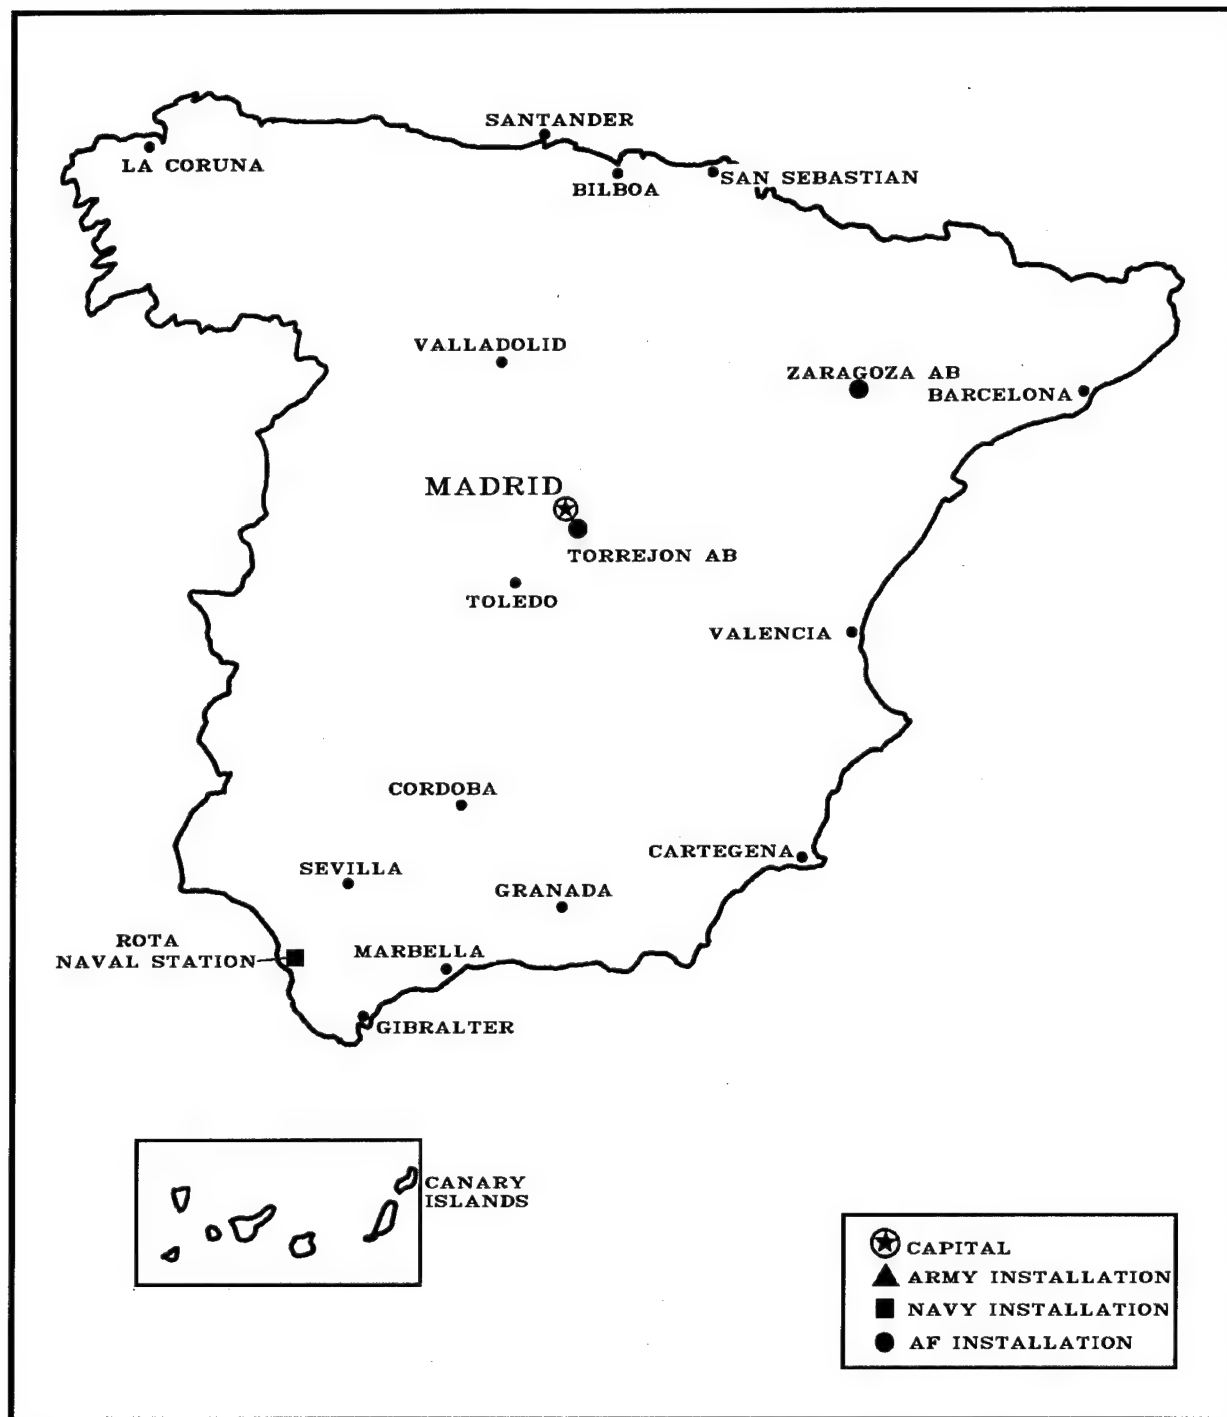 SANTANDER
LA CORUNA
BILBOA
SAN SEBASTIAN
VALLADOLID
ZARAGOZA AB
BARCELONA
MADRID
TORREJON AB
TOLEDO
VALENCIA
CORDOBA
CARTEGENA
SEVILLA
GRANADA
ROTA
NAVAL STATION
MARBELLA
GIBRALTER
CANARY
ISLANDS
CAPITAL
ARMY INSTALLATION
NAVY INSTALLATION
AF INSTALLATION